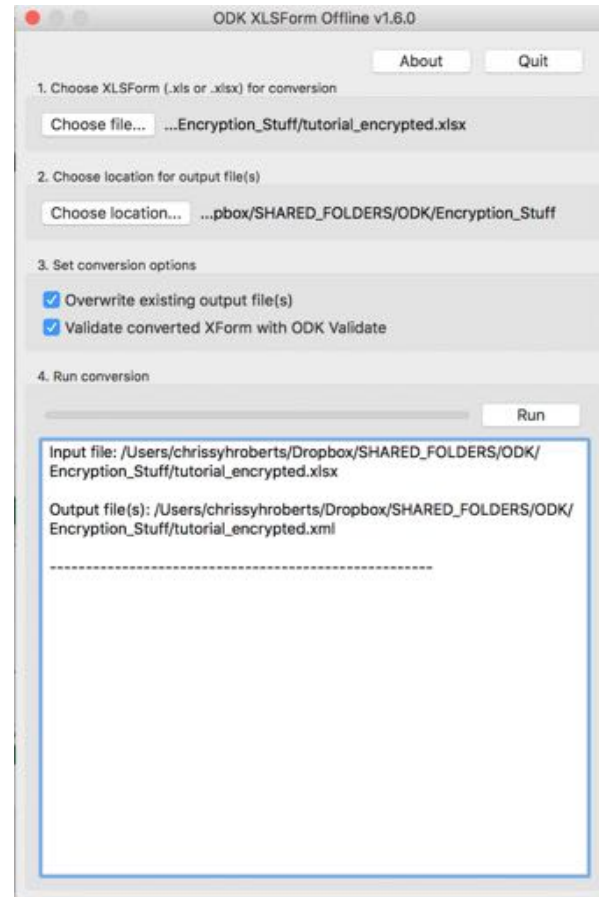 ODK XLSForm Offline v1.6.0
About Quit
1. Choose XLSForm (.xls or .xlsx) for conversion
Choose file... ...Encryption_Stuff/tutorial_encrypted.xlsx
2. Choose location for output file(s)
Choose location... ...pbox/SHARED_FOLDERS/ODK/Encryption_Stuff
3. Set conversion options
Overwrite existing output file(s)
Validate converted XForm with ODK Validate
4. Run conversion
Run
Input file: /Users/chrissyhroberts/Dropbox/SHARED_FOLDERS/ODK/
Encryption_Stuff/tutorial_encrypted.xlsx
Output file(s): /Users/chrissyhroberts/Dropbox/SHARED_FOLDERS/ODK/
Encryption_Stuff/tutorial_encrypted.xml
------------------------------------------------------